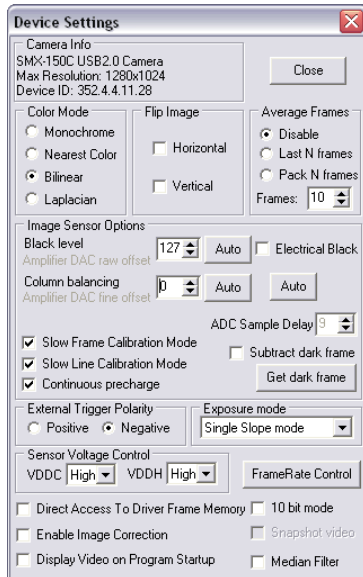 Device Settings
Camera Info
SMX-150C USB2.0 Camera
Max Resolution: 1280x1024
Device ID: 352.4.4.11.28
Close
Color Mode
Monochrome
Nearest Color
Bilinear
Laplacian
Flip Image
Horizontal
Vertical
Average Frames
Disable
Last N frames
Pack N frames
Frames: 10
Image Sensor Options
Black level 127 Auto Electrical Black
Amplifier DAC raw offset
Column balancing 0 Auto Auto
Amplifier DAC fine offset
ADC Sample Delay 9
Slow Frame Calibration Mode
Subtract dark frame
Slow Line Calibration Mode
Get dark frame
Continuous precharge
External Trigger Polarity
Positive Negative
Exposure mode
Single Slope mode
Sensor Voltage Control
VDDC High VDDH High
FrameRate Control
Direct Access To Driver Frame Memory 10 bit mode
Enable Image Correction Snapshot video
Display Video on Program Startup Median Filter